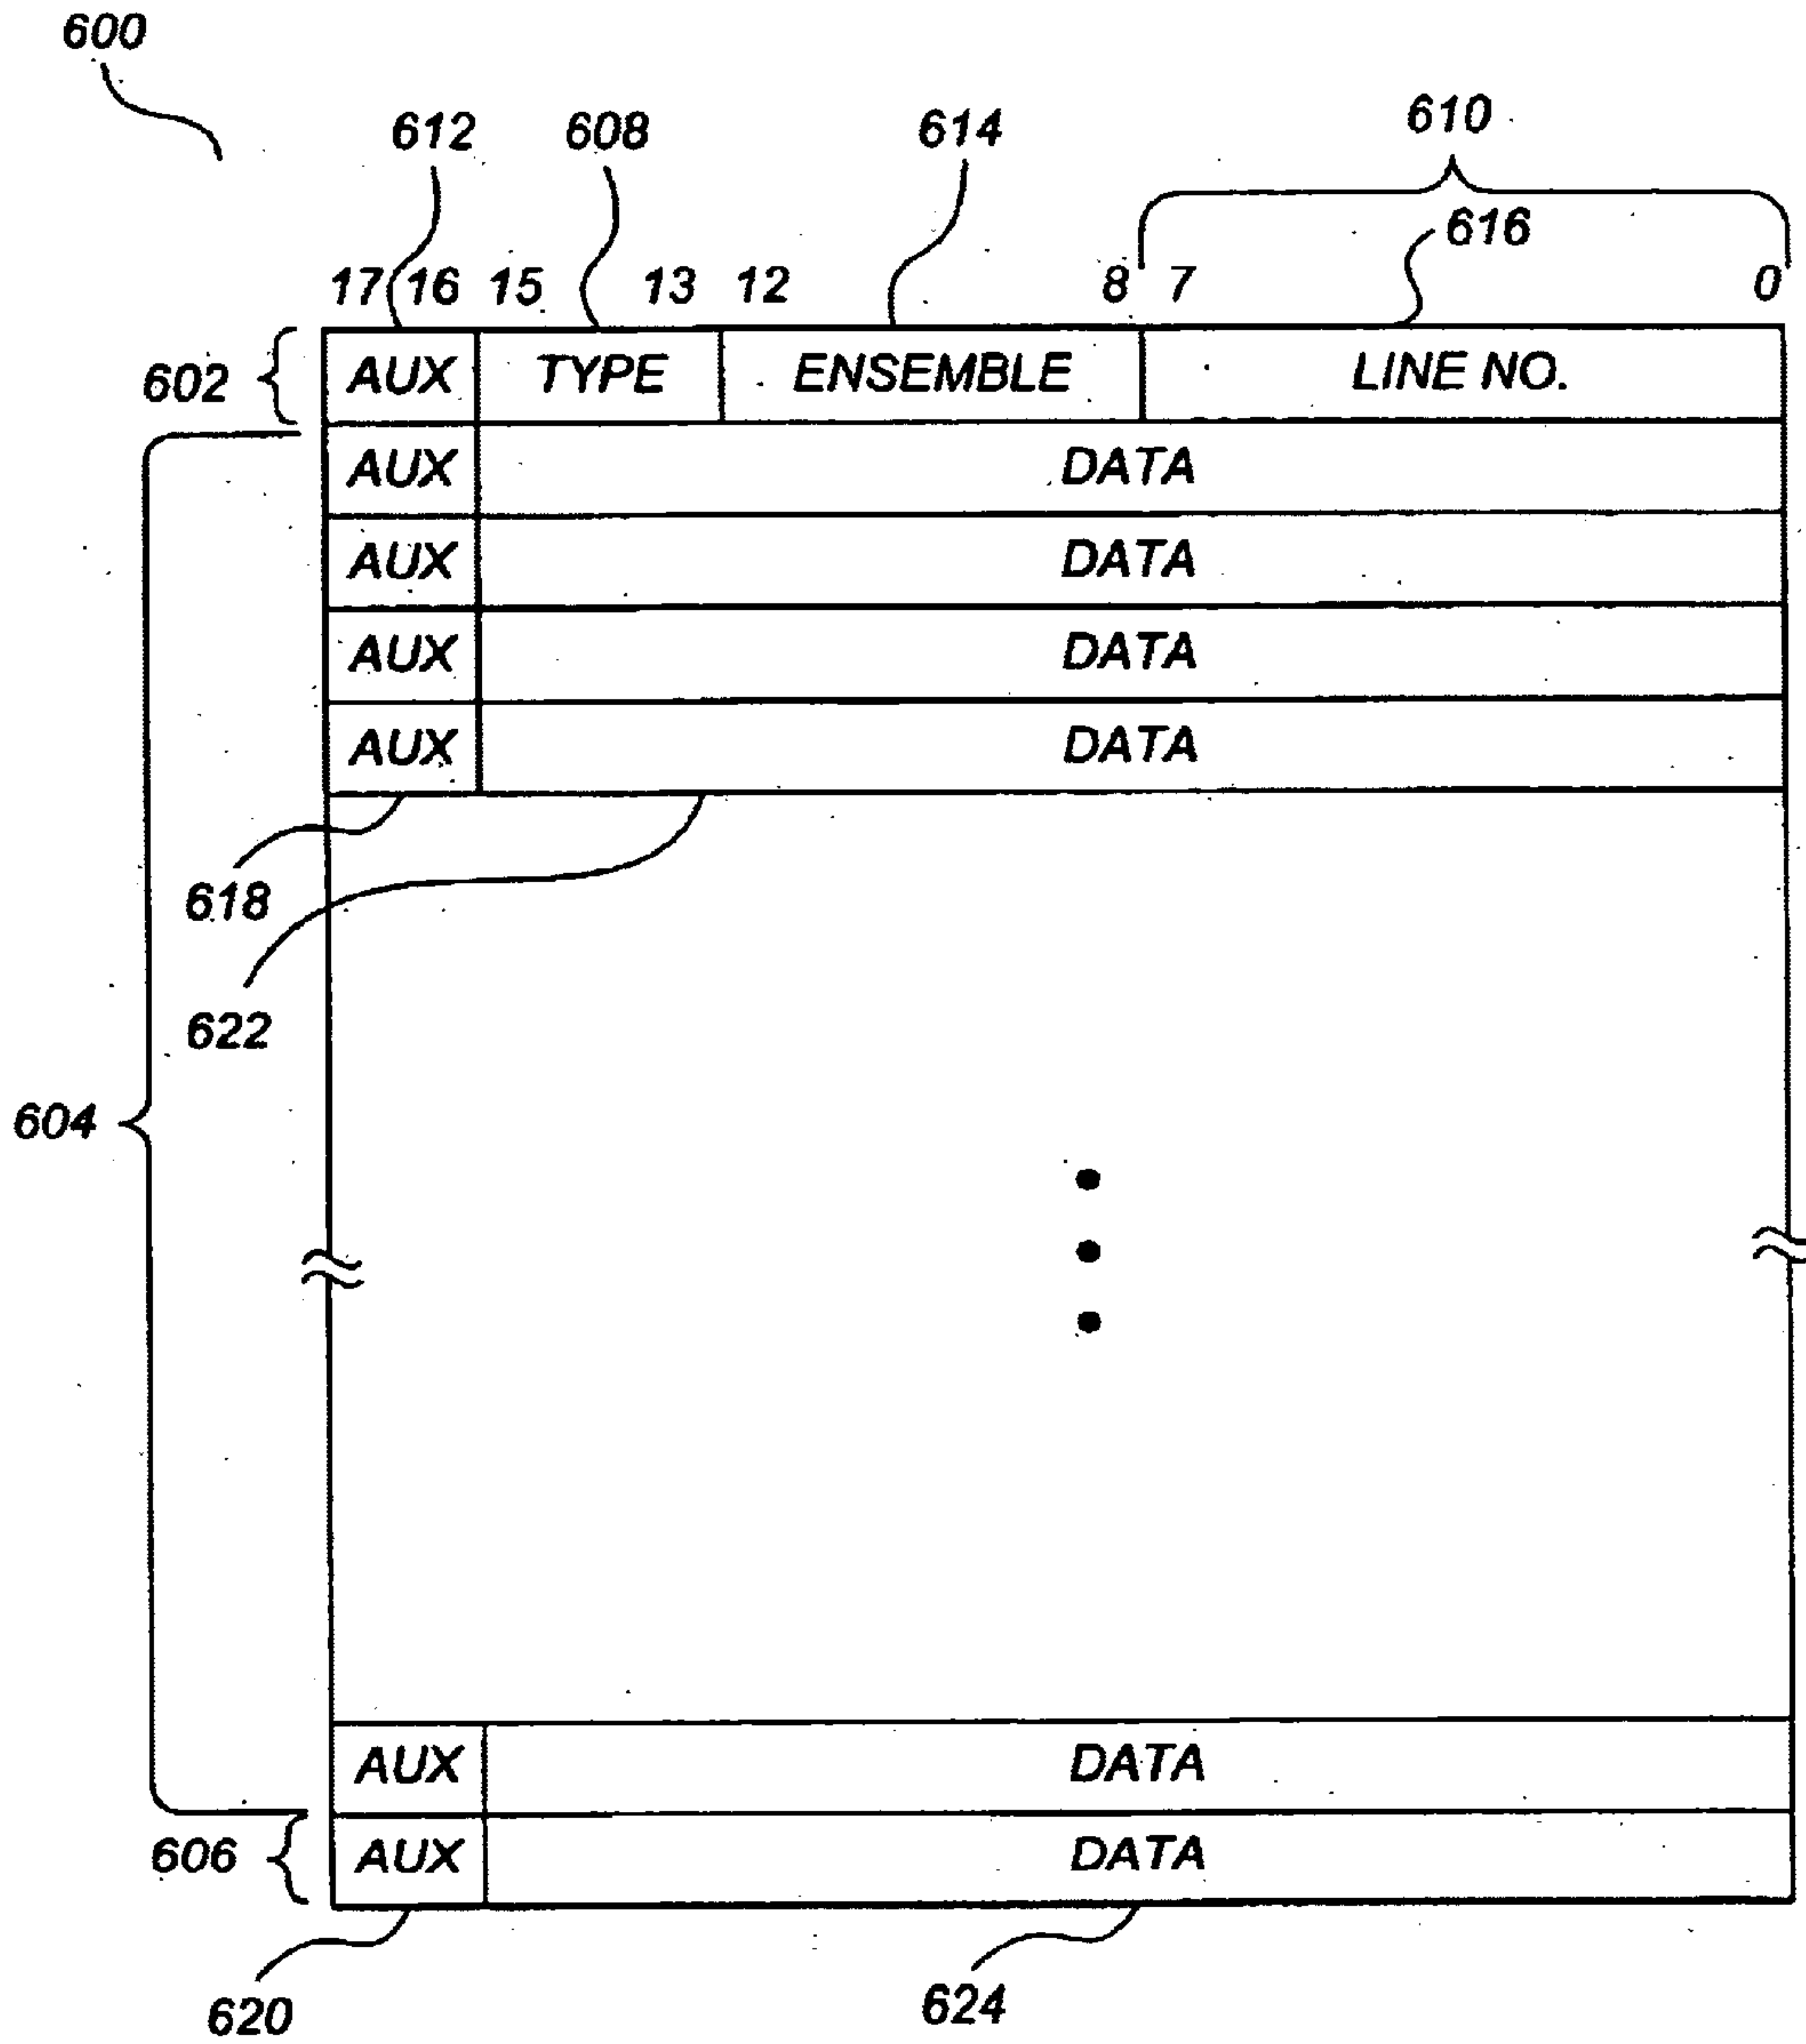 600
612 608 614 610
616
17 16 15 13 12 8 7 0
602 AUX TYPE ENSEMBLE LINE NO.
AUX DATA
AUX DATA
AUX DATA
AUX DATA
618
622
604
AUX DATA
606 AUX DATA
620 624